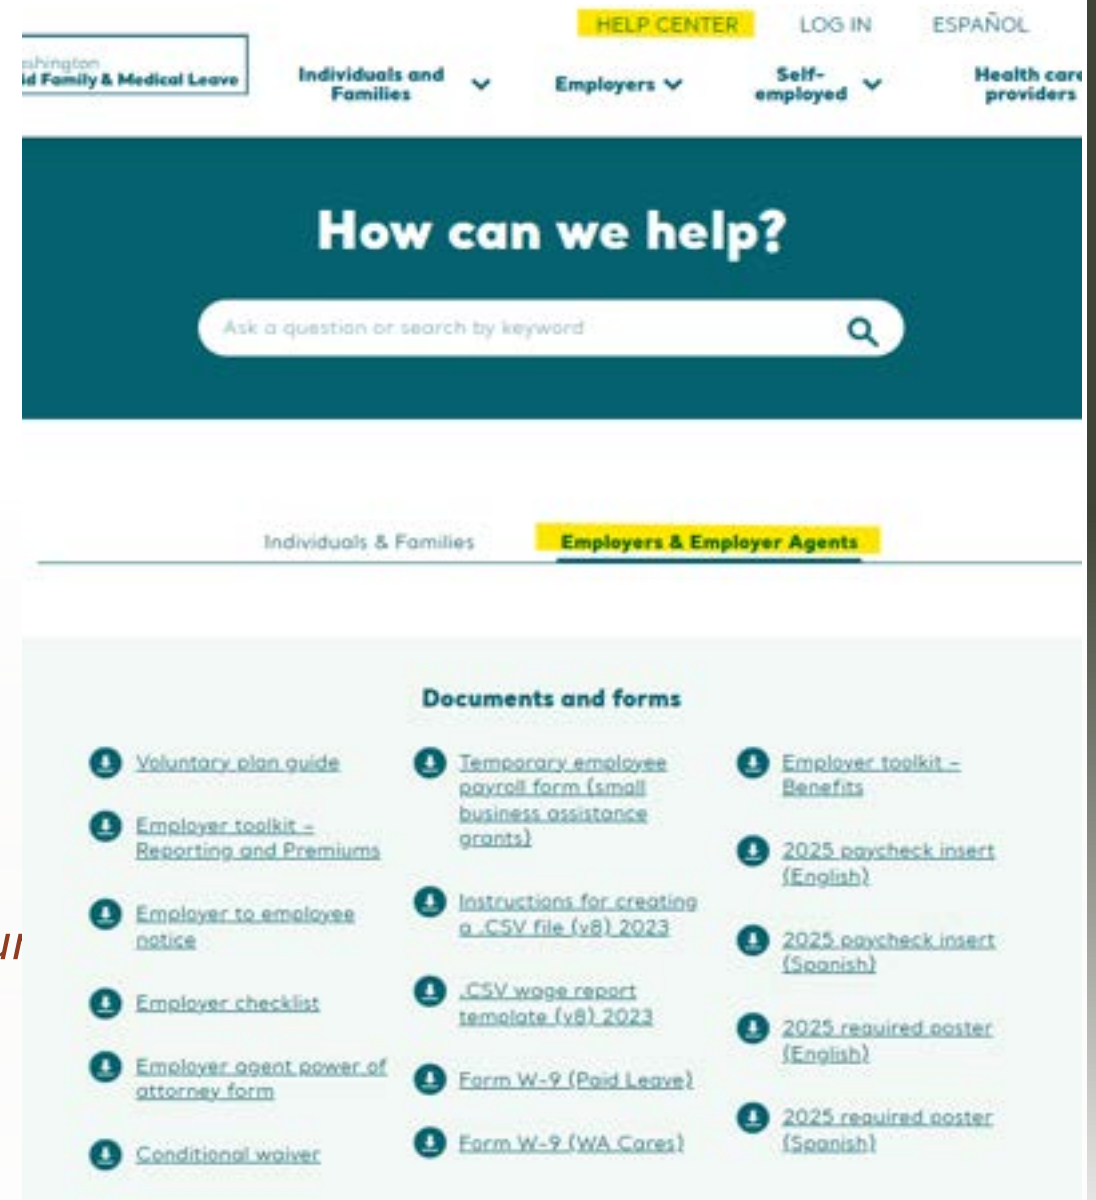 HELP CENTER LOG IN ESPAÑOL
shington
id Family & Medical Leave
Individuals and
Families
Employers
Self-
employed
Health care
providers
How can we help?
Ask a question or search by keyword
Individuals & Families Employers & Employer Agents
Documents and forms
Voluntary plan guide
Employer toolkit –
Reporting and Premiums
Employer to employee
notice
Employer checklist
Employer agent power of
attorney form
Conditional waiver
Temporary employee
payroll form (small
business assistance
grants)
Instructions for creating
a .CSV file (v8) 2023
.CSV wage report
template (v8) 2023
Form W-9 (Paid Leave)
Form W-9 (WA Cares)
Employer toolkit –
Benefits
2025 paycheck insert
(English)
2025 paycheck insert
(Spanish)
2025 required poster
(English)
2025 required poster
(Spanish)